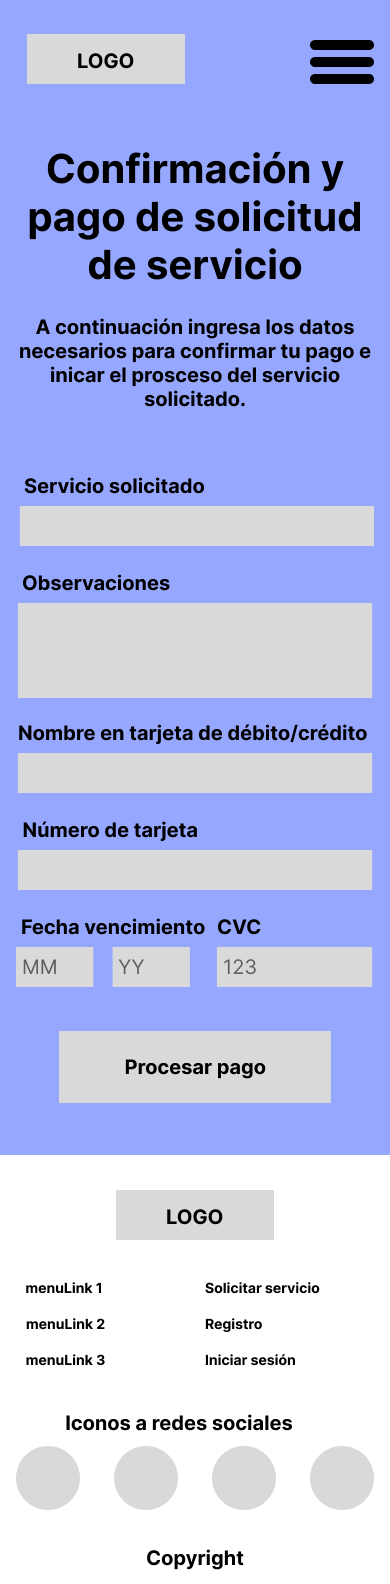 LOGO
Confirmación y
pago de solicitud
de servicio
A continuación ingresa los datos
necesarios para confirmar tu pago e
inicar el prosceso del servicio
solicitado.
Servicio solicitado
Observaciones
Nombre en tarjeta de débito/crédito
Número de tarjeta
Fecha vencimiento CVC
MM YY 123
Procesar pago
LOGO
menuLink 1 Solicitar servicio
menuLink 2 Registro
menuLink 3 Iniciar sesión
Iconos a redes sociales
Copyright